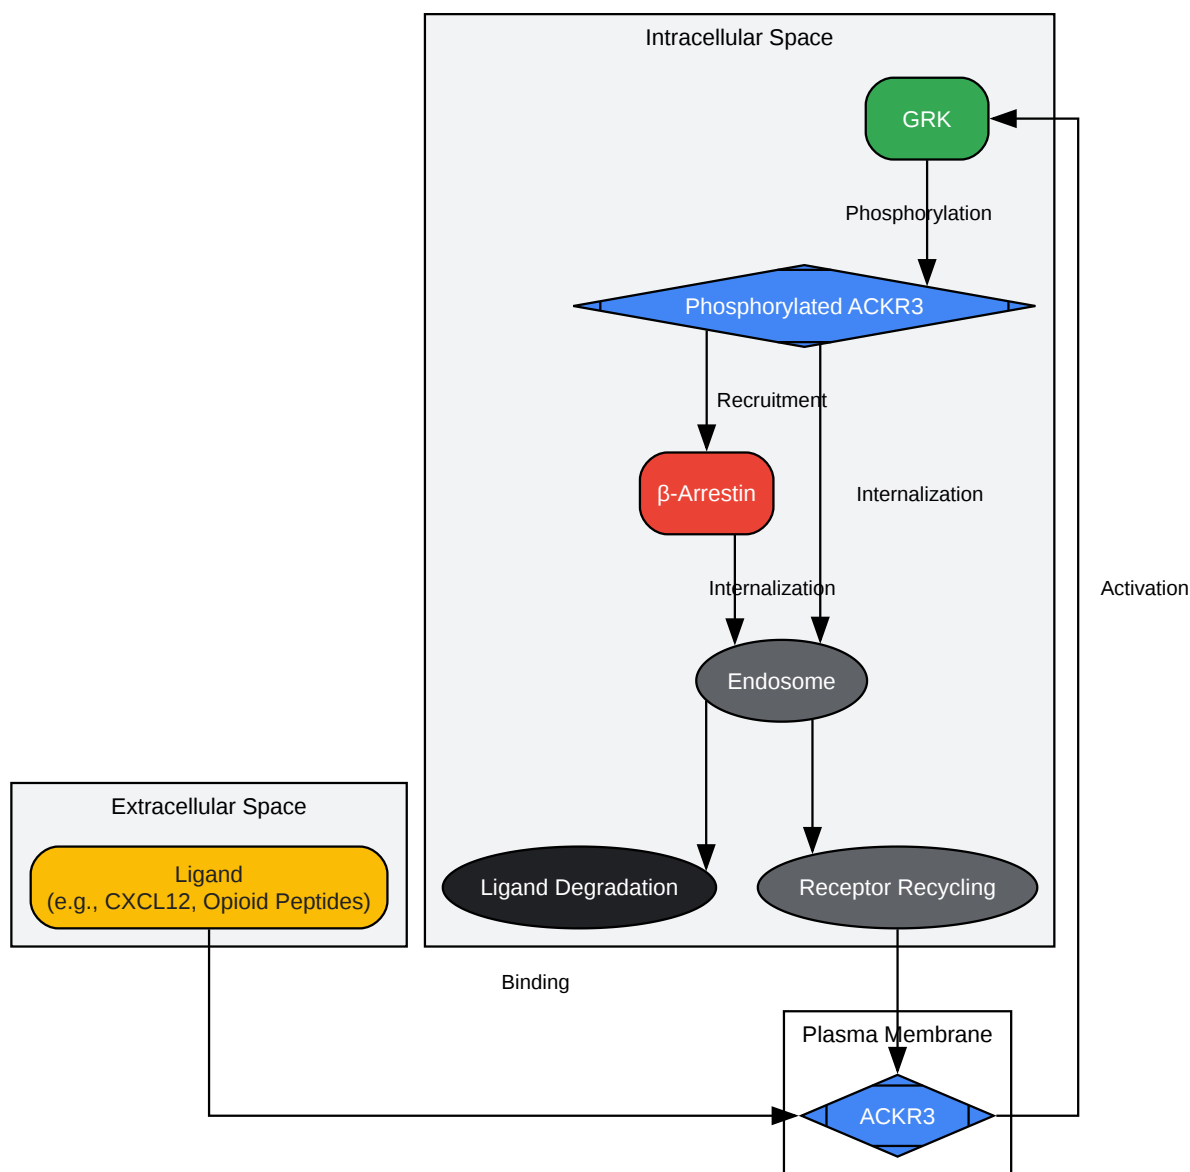 Intracellular Space
GRK
Phosphorylation
Phosphorylated ACKR3
Recruitment
β-Arrestin
Internalization
Internalization
Activation
Endosome
Extracellular Space
Ligand
(e.g., CXCL12, Opioid Peptides)
Ligand Degradation
Receptor Recycling
Binding
Plasma Membrane
ACKR3